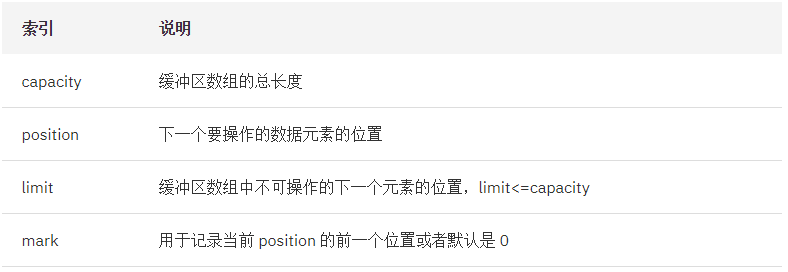 索引 说明
capacity 缓冲区数组的总长度
position 下一个要操作的数据元素的位置
limit 缓冲区数组中不可操作的下一个元素的位置，limit<=capacity
mark 用于记录当前 position 的前一个位置或者默认是 0